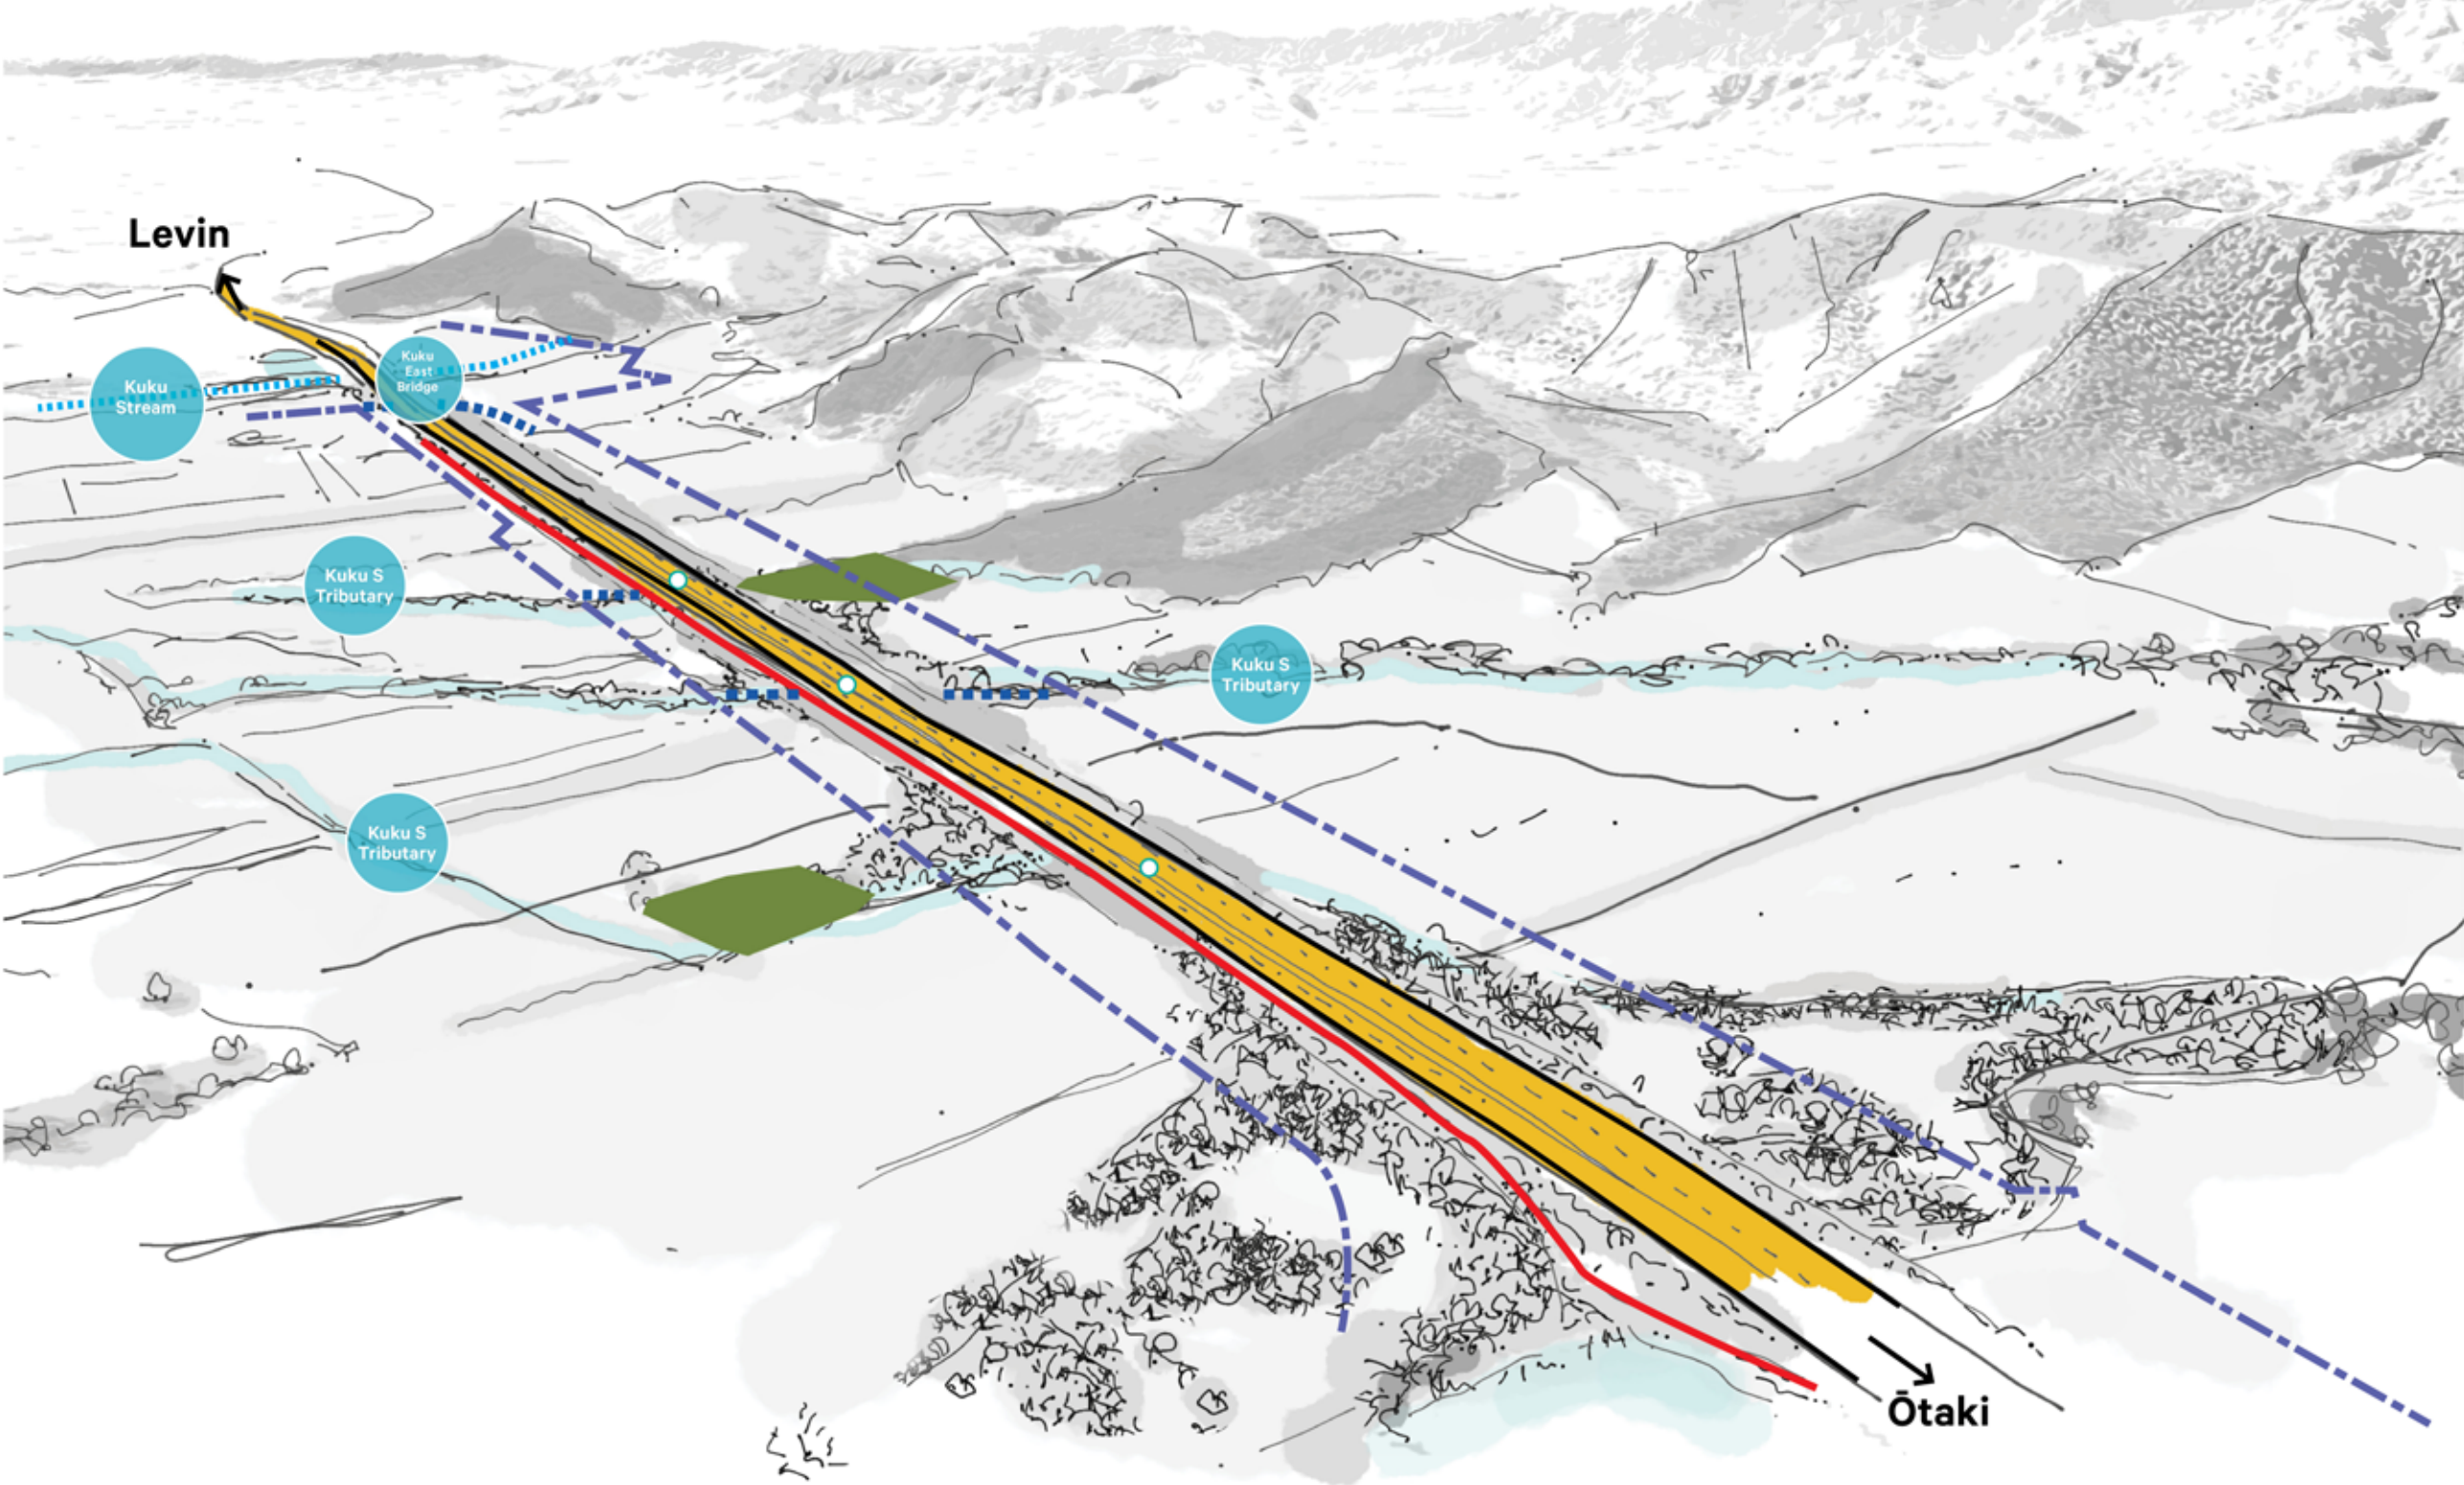 Levin
Kuku
East
Bridge
Kuku
Stream
Kuku S
Tributary
Kuku S
Tributary
Kuku S
Tributary
Ōtaki